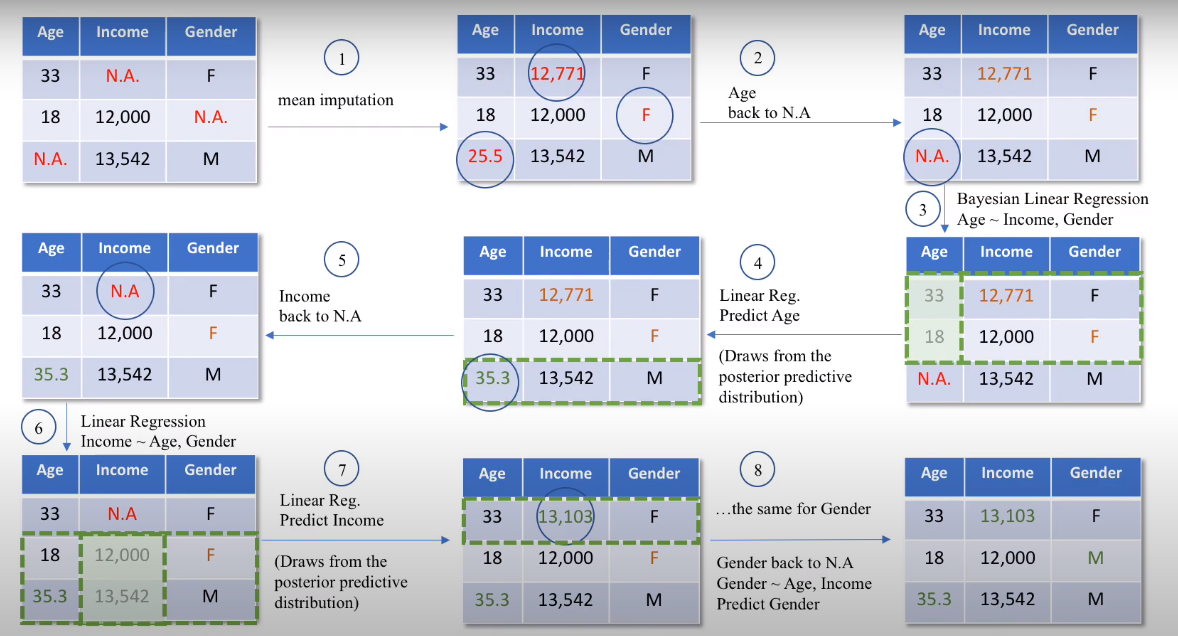 Age Income Gender
33 N.A. F
18 12,000 N.A.
N.A. 13,542 M
1
mean imputation
Age Income Gender
33 12,771 F
18 12,000 F
25.5 13,542 M
2
Age
back to N.A
Age Income Gender
33 12,771 F
18 12,000 F
N.A. 13,542 M
3
Bayesian Linear Regression
Age ~ Income, Gender
Age Income Gender
33 12,771 F
18 12,000 F
N.A. 13,542 M
4
Linear Reg.
Predict Age
(Draws from the
posterior predictive
distribution)
Age Income Gender
33 12,771 F
18 12,000 F
35.3 13,542 M
5
Income
back to N.A
Age Income Gender
33 N.A F
18 12,000 F
35.3 13,542 M
6
Linear Regression
Income ~ Age, Gender
Age Income Gender
33 N.A F
18 12,000 F
35.3 13,542 M
7
Linear Reg.
Predict Income
(Draws from the
posterior predictive
distribution)
Age Income Gender
33 13,103 F
18 12,000 F
35.3 13,542 M
8
…the same for Gender
Gender back to N.A
Gender ~ Age, Income
Predict Gender
Age Income Gender
33 13,103 F
18 12,000 M
35.3 13,542 M